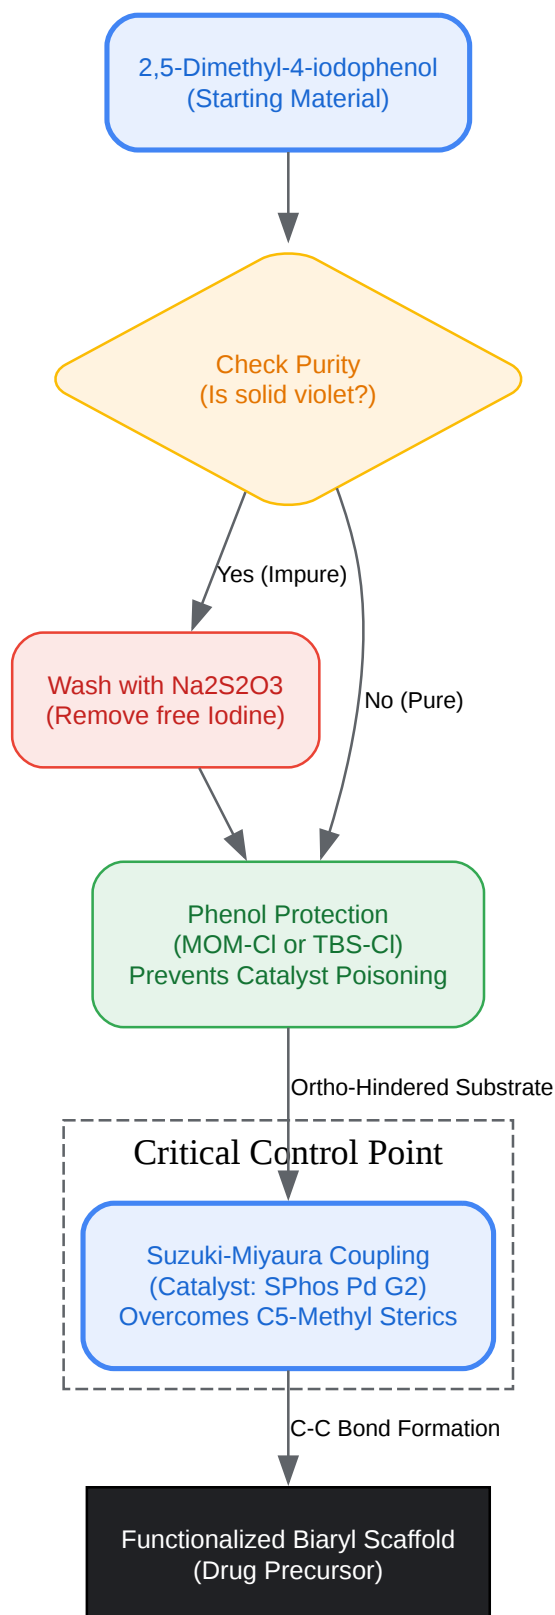 2,5-Dimethyl-4-iodophenol
(Starting Material)
Check Purity
(Is solid violet?)
Yes (Impure)
Wash with Na2S2O3
(Remove free Iodine)
No (Pure)
Phenol Protection
(MOM-Cl or TBS-Cl)
Prevents Catalyst Poisoning
Ortho-Hindered Substrate
Critical Control Point
Suzuki-Miyaura Coupling
(Catalyst: SPhos Pd G2)
Overcomes C5-Methyl Sterics
C-C Bond Formation
Functionalized Biaryl Scaffold
(Drug Precursor)